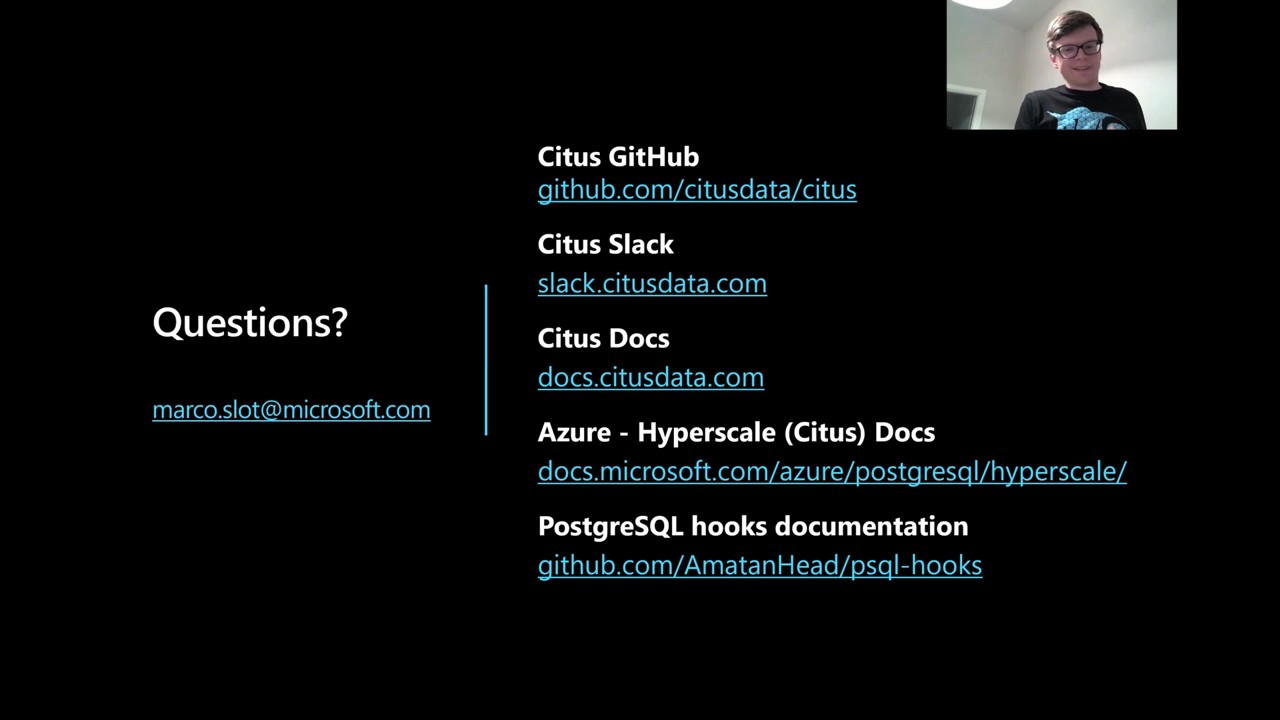 Questions?
marco.slot@microsoft.com
Citus GitHub
github.com/citusdata/citus
Citus Slack
slack.citusdata.com
Citus Docs
docs.citusdata.com
Azure - Hyperscale (Citus) Docs
docs.microsoft.com/azure/postgresql/hyperscale/
PostgreSQL hooks documentation
github.com/AmatanHead/psql-hooks